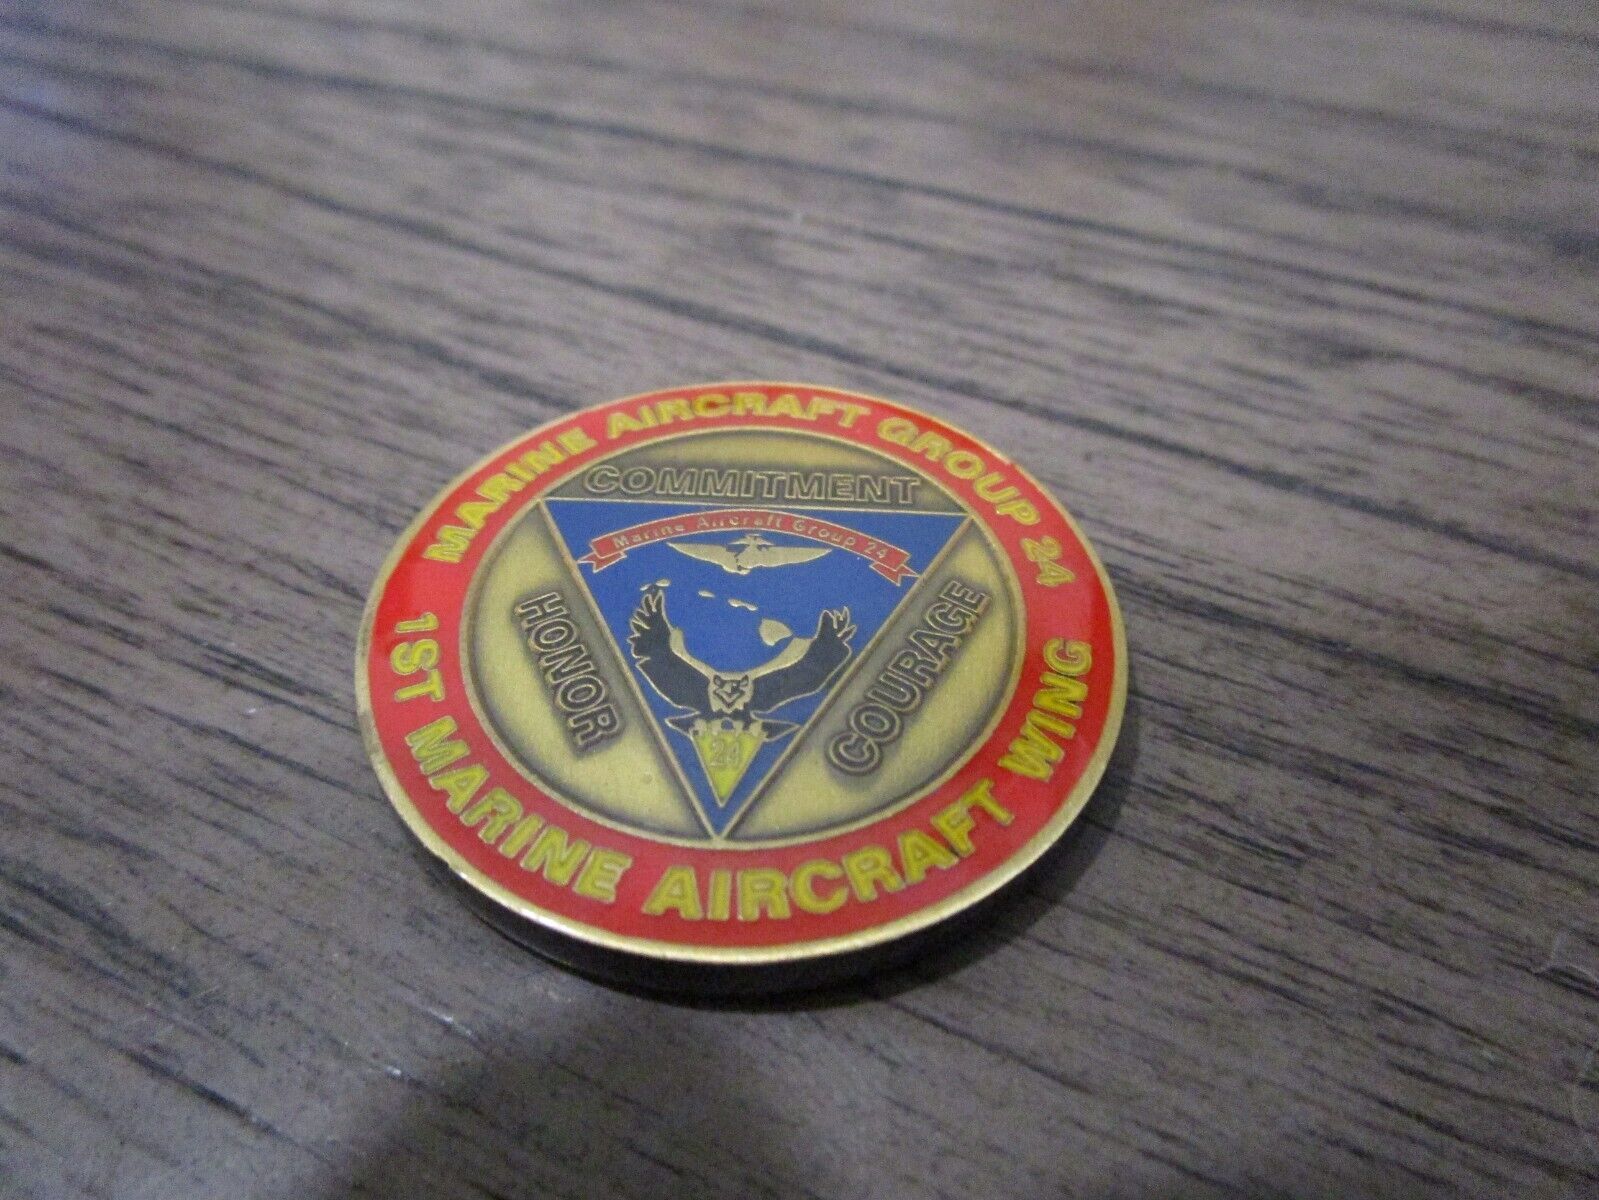 MARINE AIRCRAFT GROUP 24
COMMITMENT
Marine Aircraft Group 24
HONOR
COURAGE
24
1ST MARINE AIRCRAFT WING